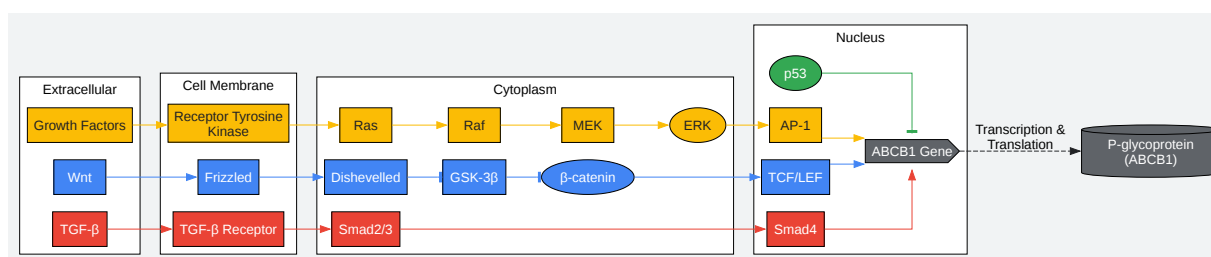 Nucleus
p53
Extracellular
Cell Membrane
Cytoplasm
Growth Factors
Receptor Tyrosine
Kinase
Ras
Raf
MEK
ERK
AP-1
ABCB1 Gene
Transcription &
Translation
P-glycoprotein
(ABCB1)
Wnt
Frizzled
Dishevelled
GSK-3β
β-catenin
TCF/LEF
TGF-β
TGF-β Receptor
Smad2/3
Smad4